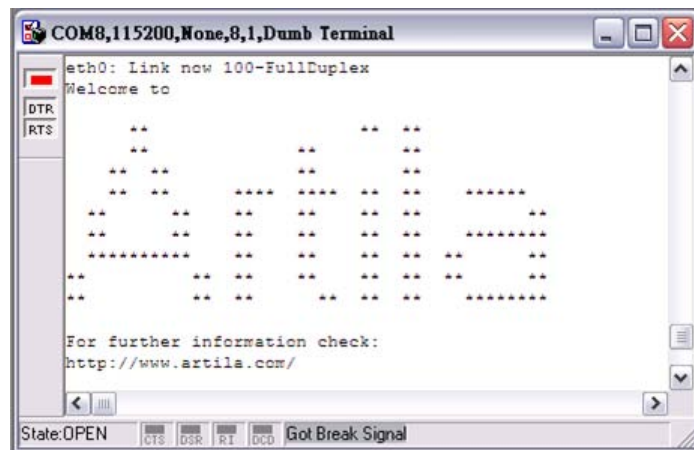 COM8,115200,None,8,1,Dumb Terminal
eth0: Link now 100-FullDuplex
DTR
Welcome to
RTS
Artila
For further information check:
http://www.artila.com/
State:OPEN CTS DSR RI DCD Got Break Signal